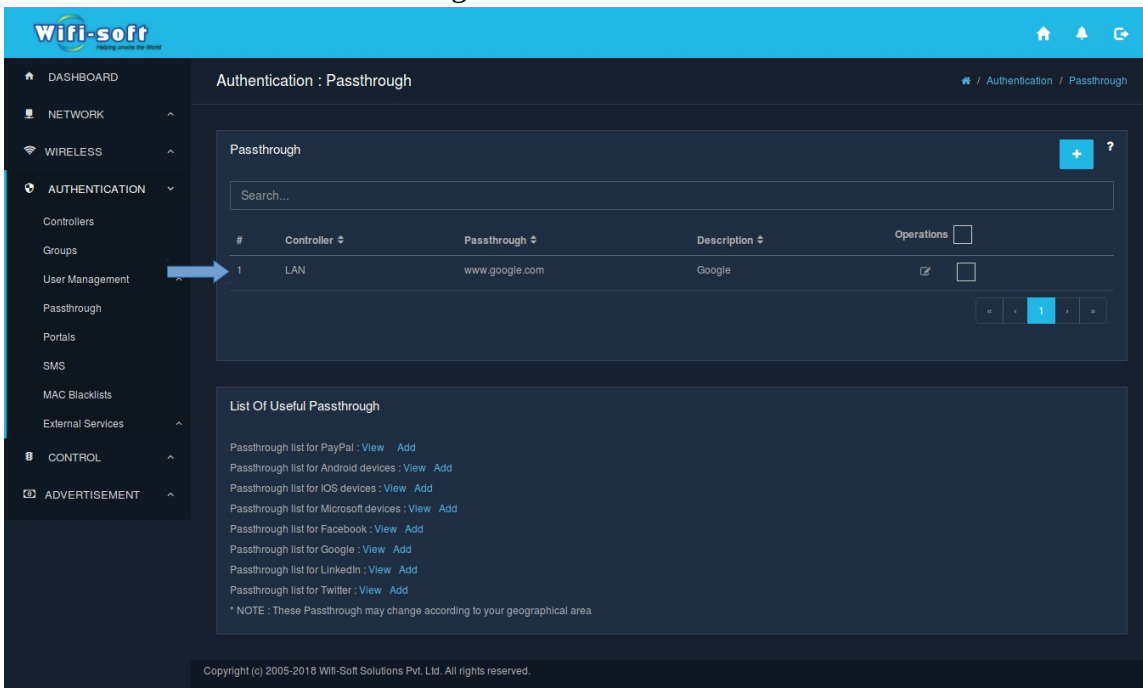 Wifi-soft
Helping unwire the World
DASHBOARD
NETWORK
WIRELESS
AUTHENTICATION
Controllers
Groups
User Management
Passthrough
Portals
SMS
MAC Blacklists
External Services
CONTROL
ADVERTISEMENT
Authentication : Passthrough
/ Authentication / Passthrough
Passthrough
+ ?
Search...
# Controller Passthrough Description Operations
1 LAN www.google.com Google
« ‹ 1 › »
List Of Useful Passthrough
Passthrough list for PayPal : View Add
Passthrough list for Android devices : View Add
Passthrough list for IOS devices : View Add
Passthrough list for Microsoft devices : View Add
Passthrough list for Facebook : View Add
Passthrough list for Google : View Add
Passthrough list for LinkedIn : View Add
Passthrough list for Twitter : View Add
* NOTE : These Passthrough may change according to your geographical area
Copyright (c) 2005-2018 Wifi-Soft Solutions Pvt. Ltd. All rights reserved.